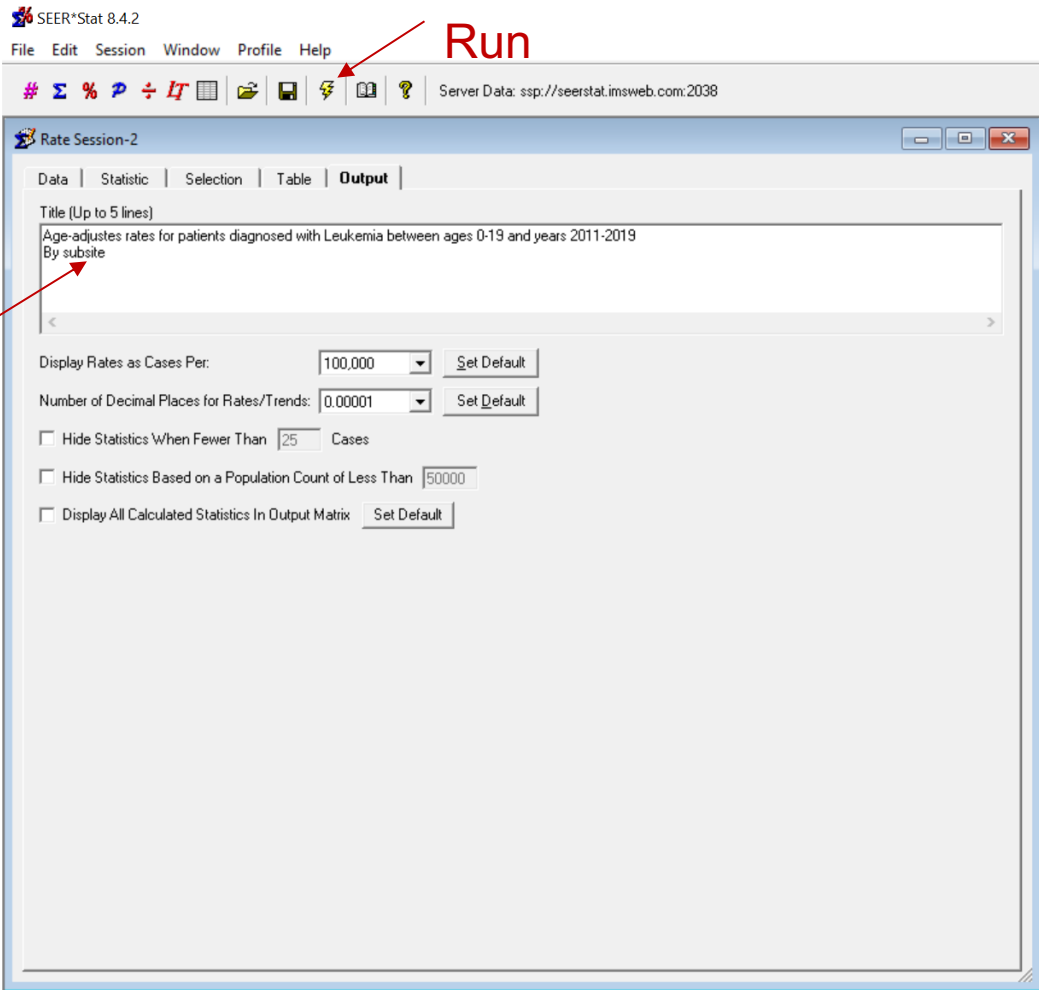 SEER*Stat 8.4.2
File Edit Session Window Profile Help
Run
# Σ % P ÷ LT ? Server Data: ssp://seerstat.imsweb.com:2038
Rate Session-2
Data Statistic Selection Table Output
Title (Up to 5 lines)
Age-adjustes rates for patients diagnosed with Leukemia between ages 0-19 and years 2011-2019
By subsite
Display Rates as Cases Per: 100,000 Set Default
Number of Decimal Places for Rates/Trends: 0.00001 Set Default
Hide Statistics When Fewer Than 25 Cases
Hide Statistics Based on a Population Count of Less Than 50000
Display All Calculated Statistics In Output Matrix Set Default